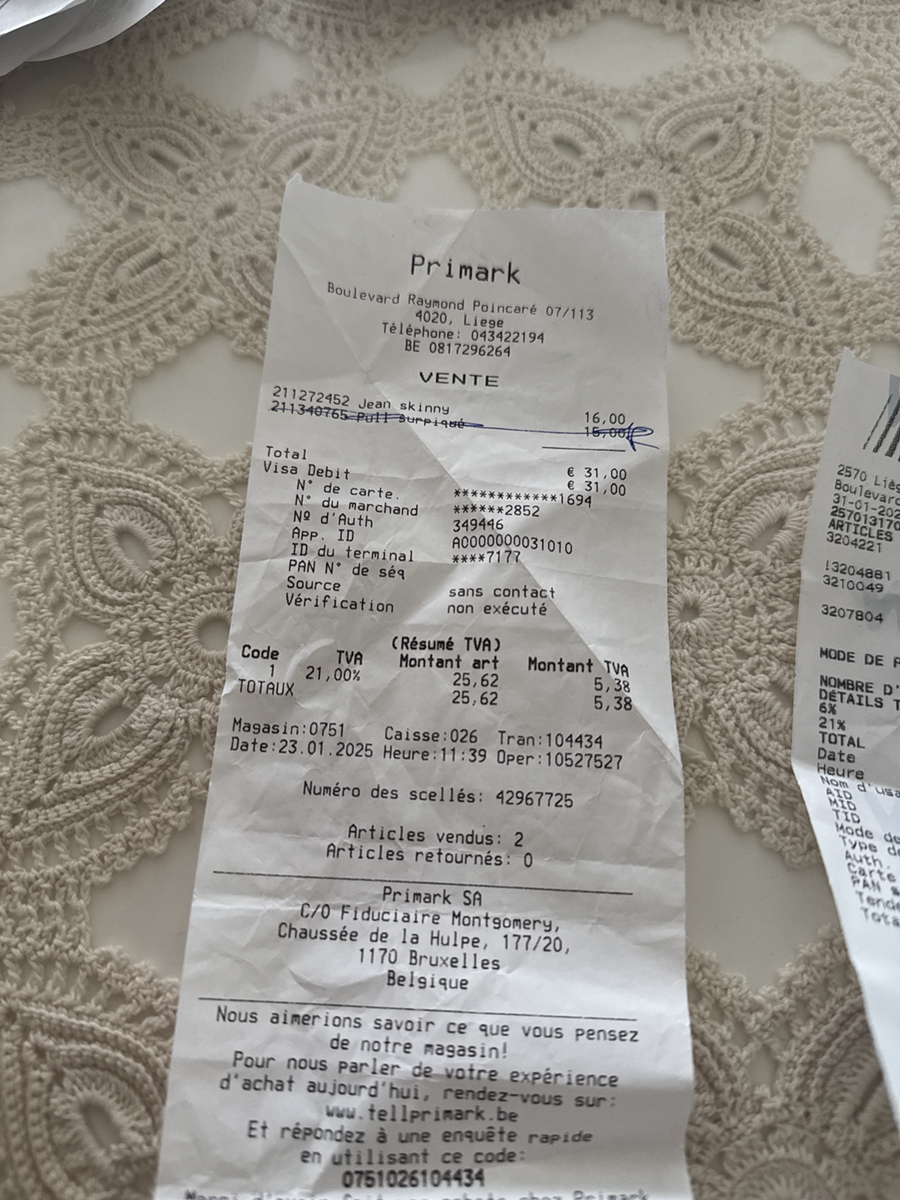 Primark
Boulevard Raymond Poincaré 07/113
4020, Liege
Téléphone: 043422194
BE 0817296264
VENTE
211272452 Jean skinny 16,00
211340765 Pull surpiqué 15,00
Total € 31,00
Visa Debit € 31,00
N° de carte. ************1694
N° du marchand ******2852
Nº d'Auth 349446
App. ID A0000000031010
ID du terminal ****7177
PAN N° de séq
Source sans contact
Vérification non exécuté
(Résumé TVA)
Code TVA Montant art Montant TVA
1 21,00% 25,62 5,38
TOTAUX 25,62 5,38
Magasin:0751 Caisse:026 Tran:104434
Date:23.01.2025 Heure:11:39 Oper:10527527
Numéro des scellés: 42967725
Articles vendus: 2
Articles retournés: 0
Primark SA
C/O Fiduciaire Montgomery,
Chaussée de la Hulpe, 177/20,
1170 Bruxelles
Belgique
Nous aimerions savoir ce que vous pensez
de notre magasin!
Pour nous parler de votre expérience
d'achat aujourd'hui, rendez-vous sur:
www.tellprimark.be
Et répondez à une enquête rapide
en utilisant ce code:
0751026104434
2570
31-01-
ARTICLES
3204221
!3204881
3210049
3207804
MODE DE
NOMBRE
DÉTAILS
6%
21%
TOTAL
Date
Heure
Nom
AID
MID
TID
Mode de
Type
Auth.
Carte
PAN